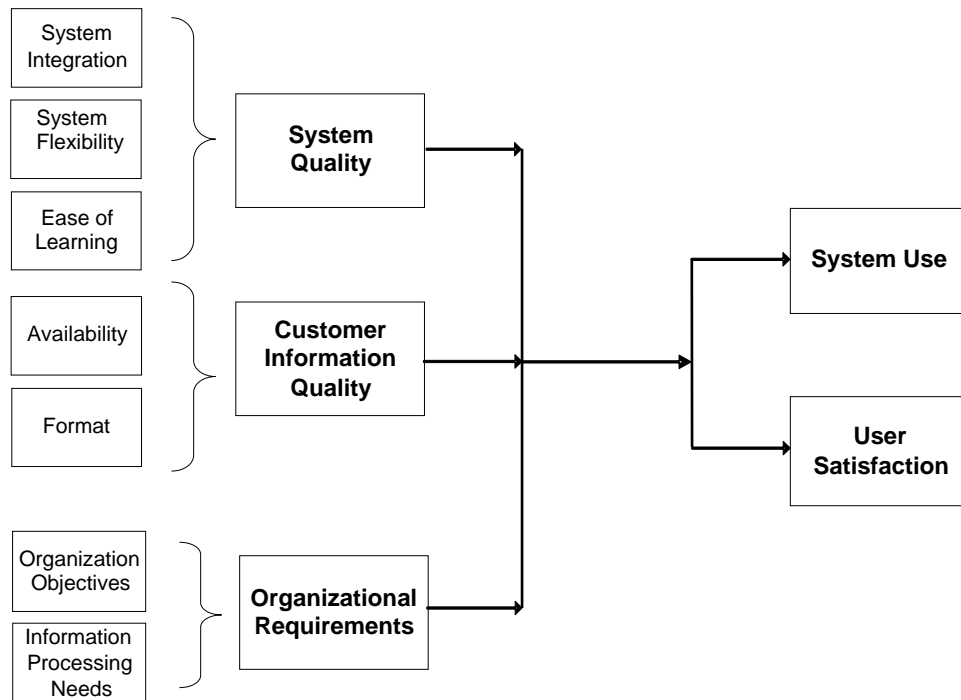 System
Integration
System
Flexibility
Ease of
Learning
Availability
Format
Organization
Objectives
Information
Processing
Needs
System
Quality
Customer
Information
Quality
Organizational
Requirements
System Use
User
Satisfaction